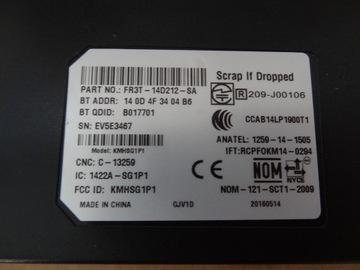 Scrap If Dropped
PART NO.: FR3T-14D212-SA
BT ADDR: 14 0D 4F 34 04 B6
BT QDID: B017701
SN: EV5E3467
R 209-J00106
CCAB14LP1900T1
Model: KMHSG1P1
ANATEL: 1259-14-1505
IFT:RCPFOKM14-0294
CNC: C-13259
IC: 1422A-SG1P1
FCC ID: KMHSG1P1
NOM
NYCE
NOM-121-SCT1-2009
MADE IN CHINA
GJV1D
20160514